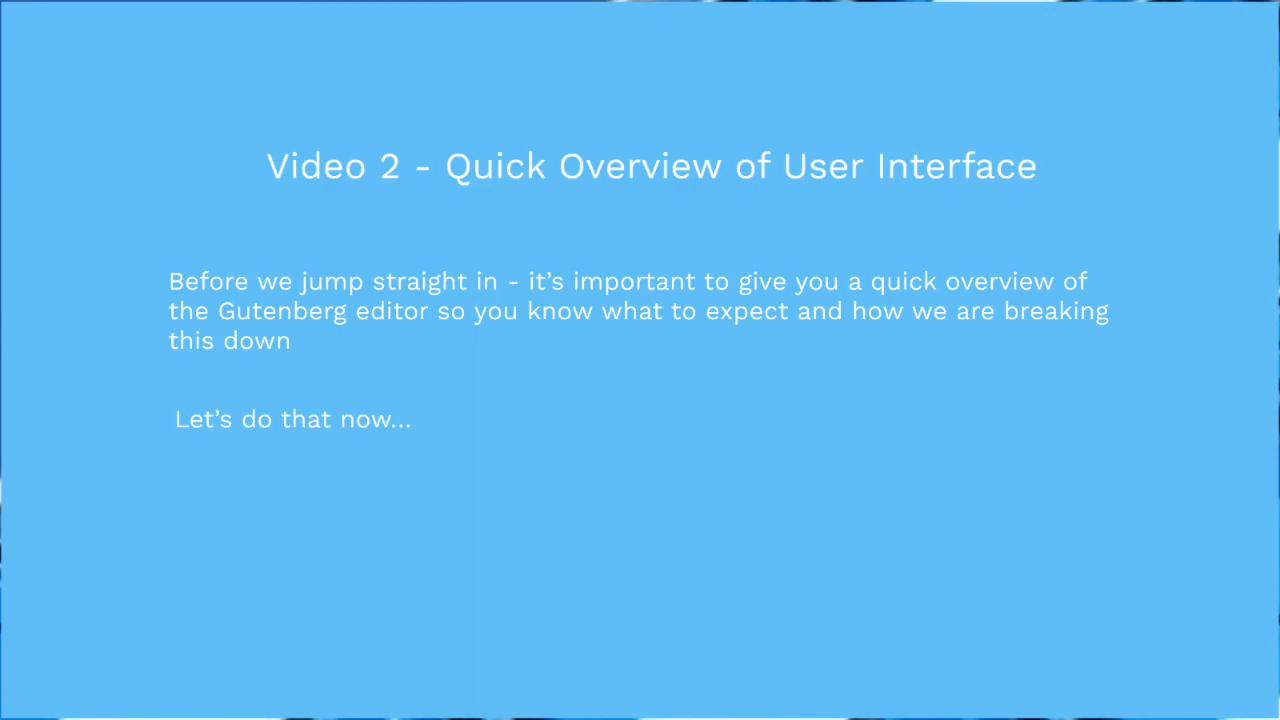 Video 2 - Quick Overview of User Interface
Before we jump straight in - it’s important to give you a quick overview of
the Gutenberg editor so you know what to expect and how we are breaking
this down
Let’s do that now...